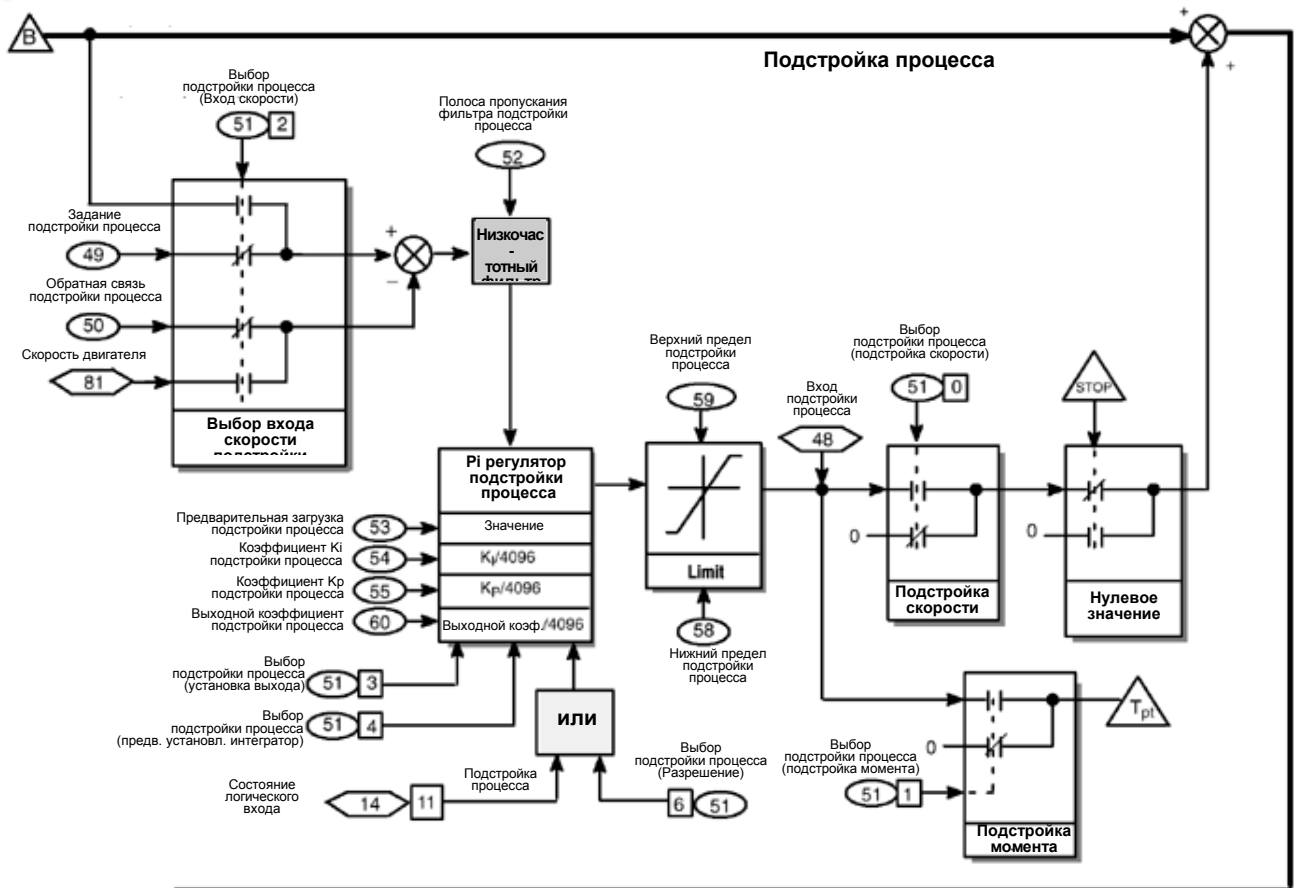 B
+
Подстройка процесса
+
Выбор
подстройки процесса
(Вход скорости)
51 2
Полоса пропускания
фильтра подстройки
процесса
52
Задание
подстройки процесса
49
Обратная связь
подстройки процесса
50
Скорость двигателя
81
Выбор входа
скорости
+
−
Низкочас
-
тотный
фильтр
Верхний предел
подстройки
процесса
59
Вход
подстройки
процесса
48
Выбор
подстройки процесса
(подстройка скорости)
51 0
STOP
Pi регулятор
подстройки
процесса
Значение
KI/4096
KP/4096
Выходной коэф./4096
Предварительная загрузка
подстройки процесса
53
Коэффициент Ki
подстройки процесса
54
Коэффициент Kp
подстройки процесса
55
Выходной коэффициент
подстройки процесса
60
Limit
58
Нижний предел
подстройки
процесса
0
Подстройка
скорости
0
Нулевое
значение
Выбор
подстройки процесса
(установка выхода)
51 3
Выбор
подстройки процесса
(предв. установл. интегратор)
51 4
или
Состояние
логического
входа
14 11
Подстройка
процесса
Выбор
подстройки процесса
(Разрешение)
6 51
Выбор
подстройки процесса
(подстройка момента)
51 1
0
Tpt
Подстройка
момента